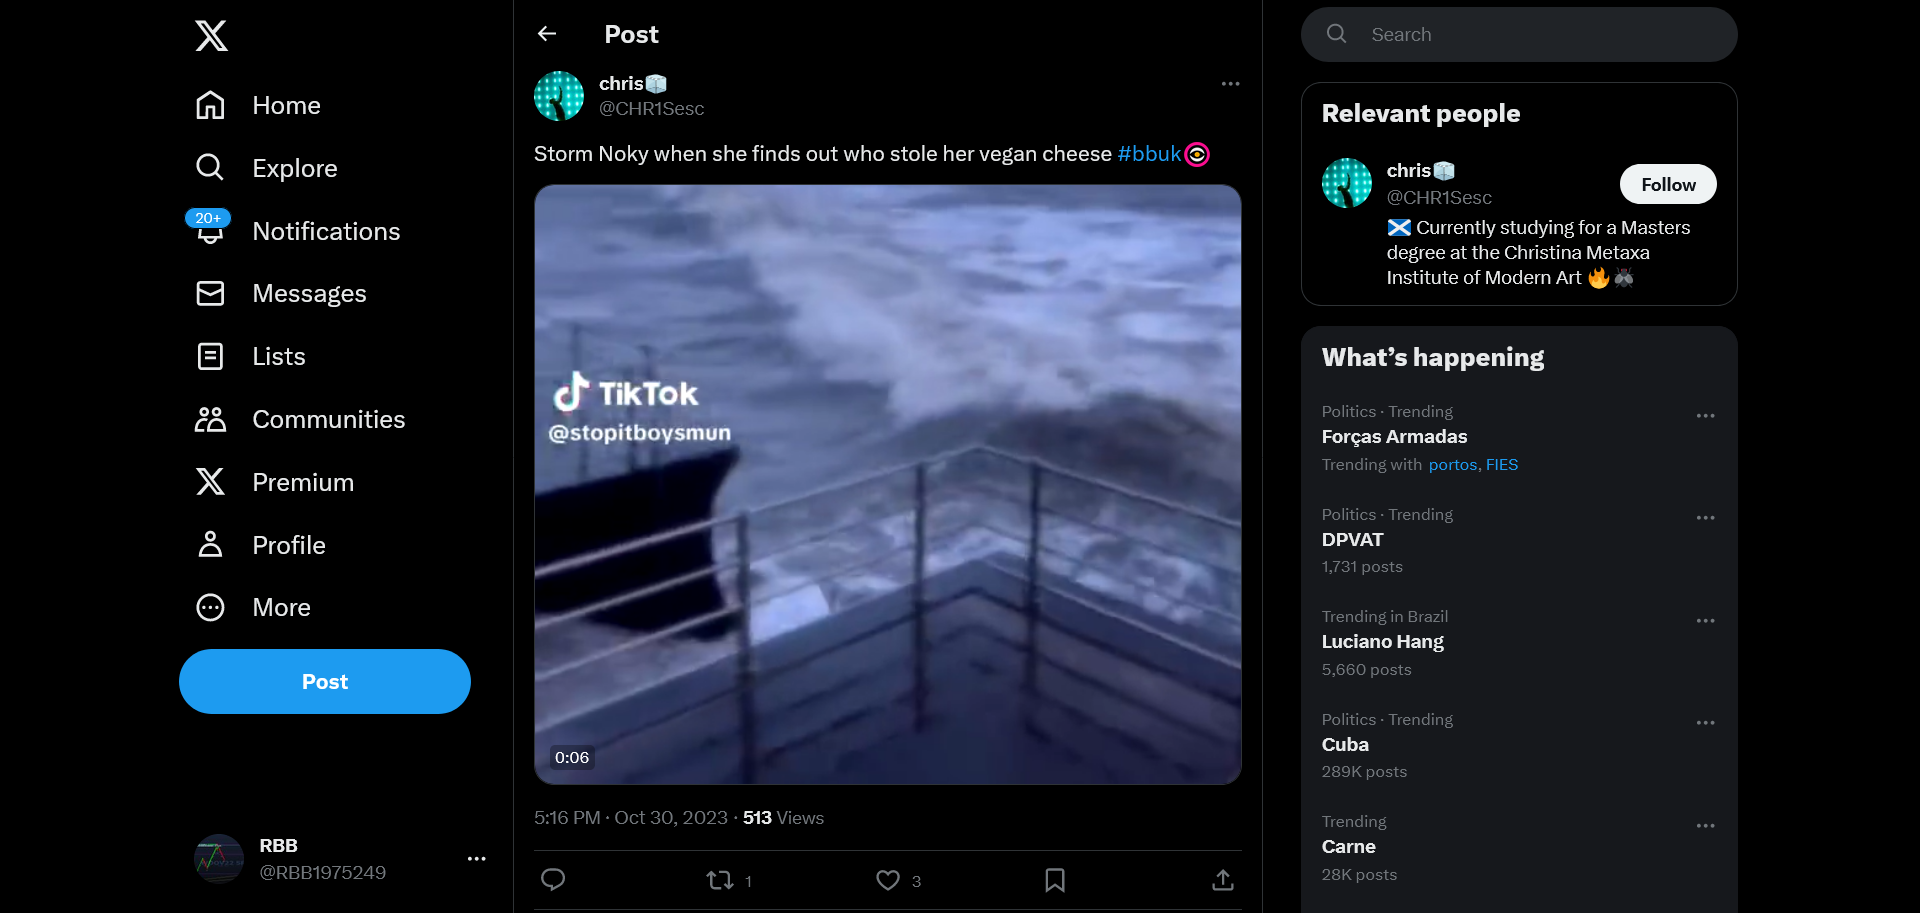 Home
Explore
20+
Notifications
Messages
Lists
Communities
Premium
Profile
More
Post
RBB
@RBB1975249
Post
chris
@CHR1Sesc
Storm Noky when she finds out who stole her vegan cheese #bbuk
TikTok
@stopitboysmun
0:06
5:16 PM · Oct 30, 2023 · 513 Views
1
3
Search
Relevant people
chris
@CHR1Sesc
Follow
Currently studying for a Masters
degree at the Christina Metaxa
Institute of Modern Art
What’s happening
Politics · Trending
Forças Armadas
Trending with portos, FIES
Politics · Trending
DPVAT
1,731 posts
Trending in Brazil
Luciano Hang
5,660 posts
Politics · Trending
Cuba
289K posts
Trending
Carne
28K posts